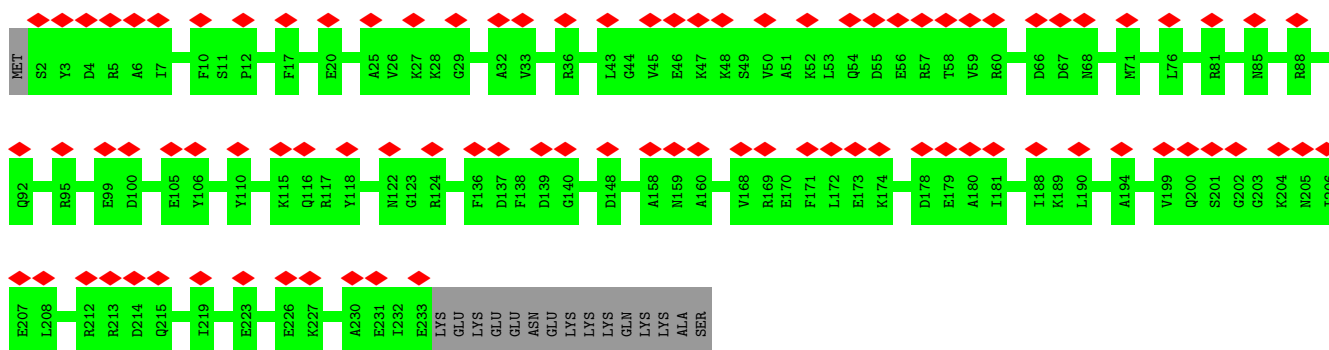 MET S2 Y3 D4 R5 A6 I7 F10 S11 P12 F17 E20 A25 V26 K27 K28 G29 A32 V33 R36 L43 G44 V45 E46 K47 K48 S49 V50 A51 K52 L53 Q54 D55 E56 R57 T58 V59 R60 D66 D67 N68 M71 L76 R81 N85 R88
Q92 R95 E99 D100 E105 Y106 Y110 K115 Q116 R117 Y118 N122 G123 R124 F136 D137 F138 D139 G140 D148 A158 N159 A160 V168 R169 E170 F171 L172 E173 K174 D178 E179 A180 I181 I188 K189 L190 A194 V199 Q200 S201 G202 G203 K204 N205 I206
E207 L208 R212 R213 D214 Q215 I219 E223 E226 K227 A230 E231 I232 E233 LYS GLU LYS GLU GLU ASN GLU LYS LYS LYS GLN LYS LYS ALA SER